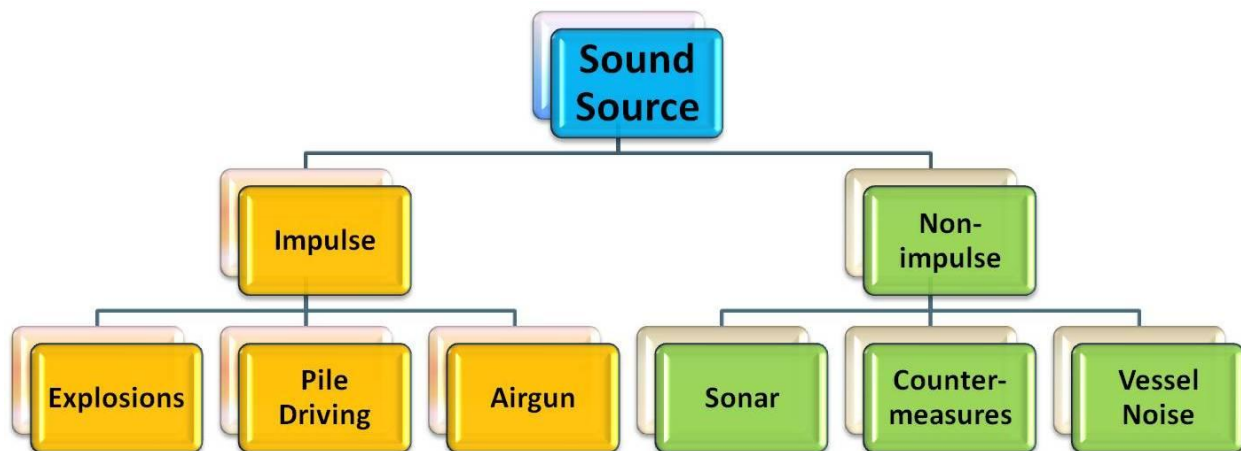 Sound
Source
Impulse
Non-
impulse
Explosions
Pile
Driving
Airgun
Sonar
Counter-
measures
Vessel
Noise